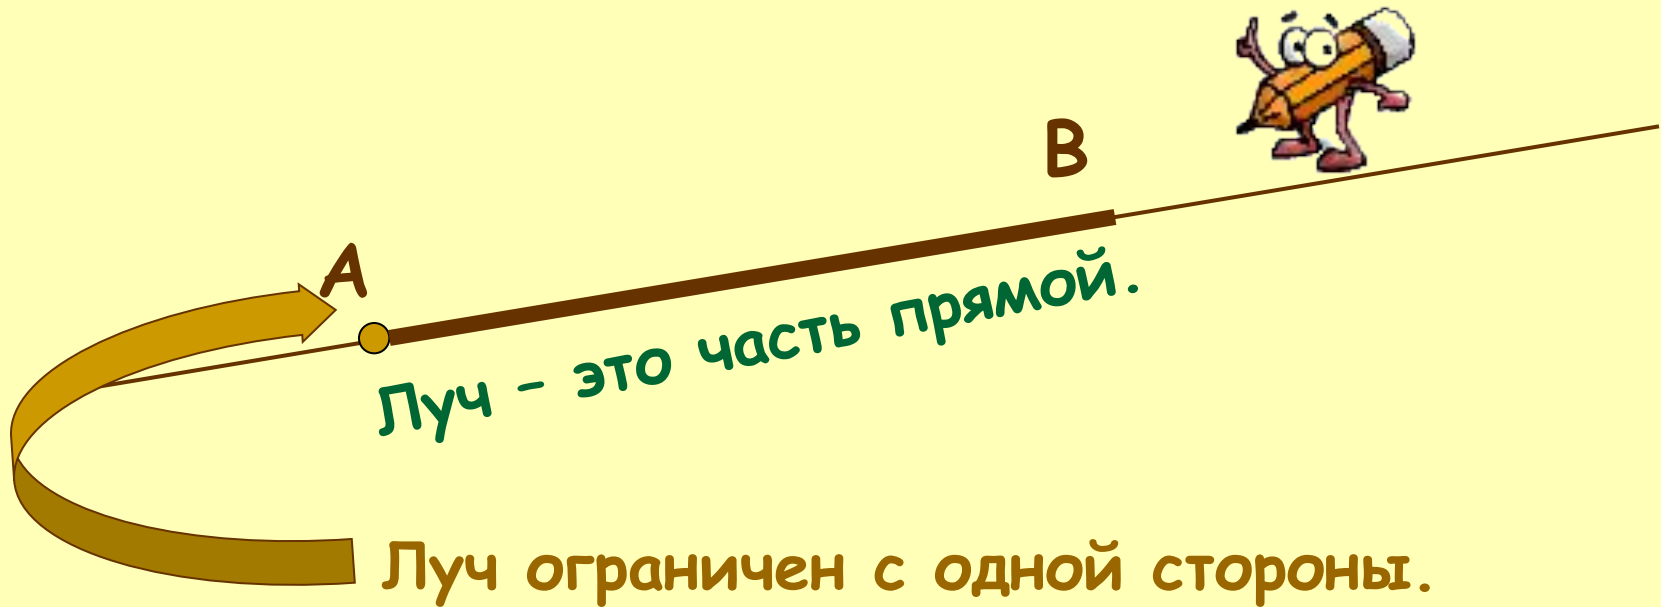 В
А
Луч – это часть прямой.
Луч ограничен с одной стороны.